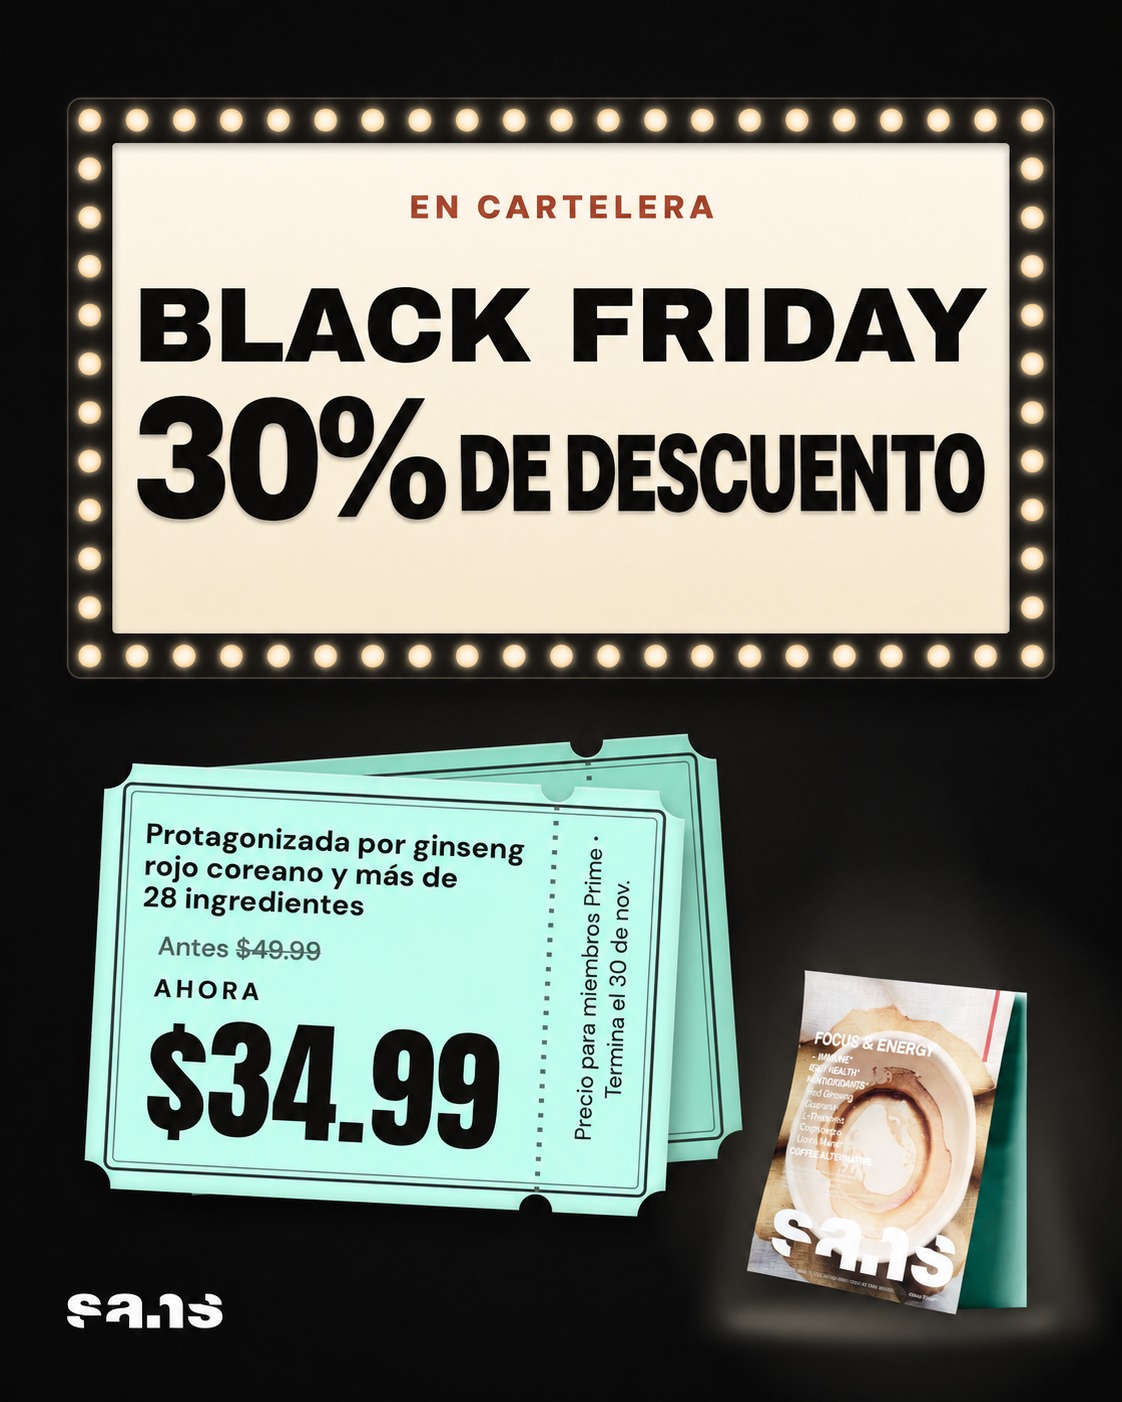 EN CARTELERA
BLACK FRIDAY
30% DE DESCUENTO
Protagonizada por ginseng
rojo coreano y más de
28 ingredientes
Antes $49.99
AHORA
$34.99
Precio para miembros Prime •
Termina el 30 de nov.
FOCUS & ENERGY
COFFEE ALTERNATIVE
sans
sans